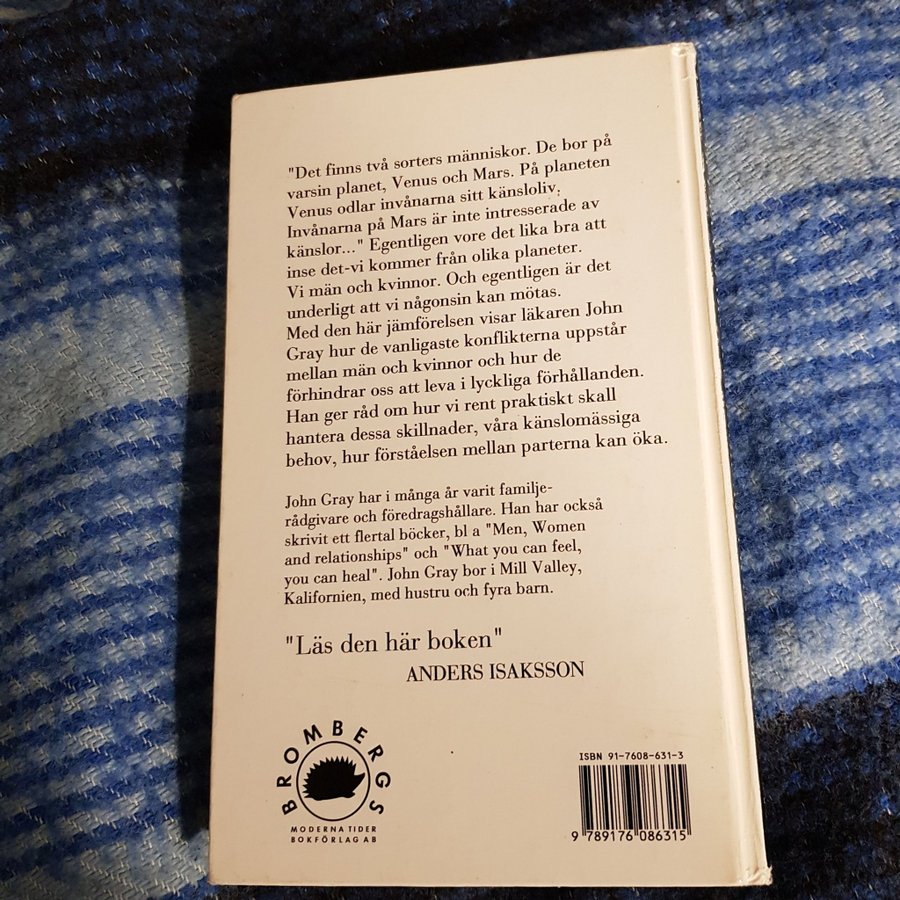 "Det finns två sorters människor. De bor på
varsin planet, Venus och Mars. På planeten
Venus odlar invånarna sitt känsloliv.
Invånarna på Mars är inte intresserade av
känslor..." Egentligen vore det lika bra att
inse det-vi kommer från olika planeter.
Vi män och kvinnor. Och egentligen är det
underligt att vi någonsin kan mötas.
Med den här jämförelsen visar läkaren John
Gray hur de vanligaste konflikterna uppstår
mellan män och kvinnor och hur de
förhindrar oss att leva i lyckliga förhållanden.
Han ger råd om hur vi rent praktiskt skall
hantera dessa skillnader, våra känslomässiga
behov, hur förståelsen mellan parterna kan öka.
John Gray har i många år varit familje-
rådgivare och föredragshållare. Han har också
skrivit ett flertal böcker, bl a "Men, Women
and relationships" och "What you can feel,
you can heal". John Gray bor i Mill Valley,
Kalifornien, med hustru och fyra barn.
"Läs den här boken"
ANDERS ISAKSSON
BROMBERGS
MODERNA TIDER
BOKFÖRLAG AB
ISBN 91-7608-631-3
9 789176 086315